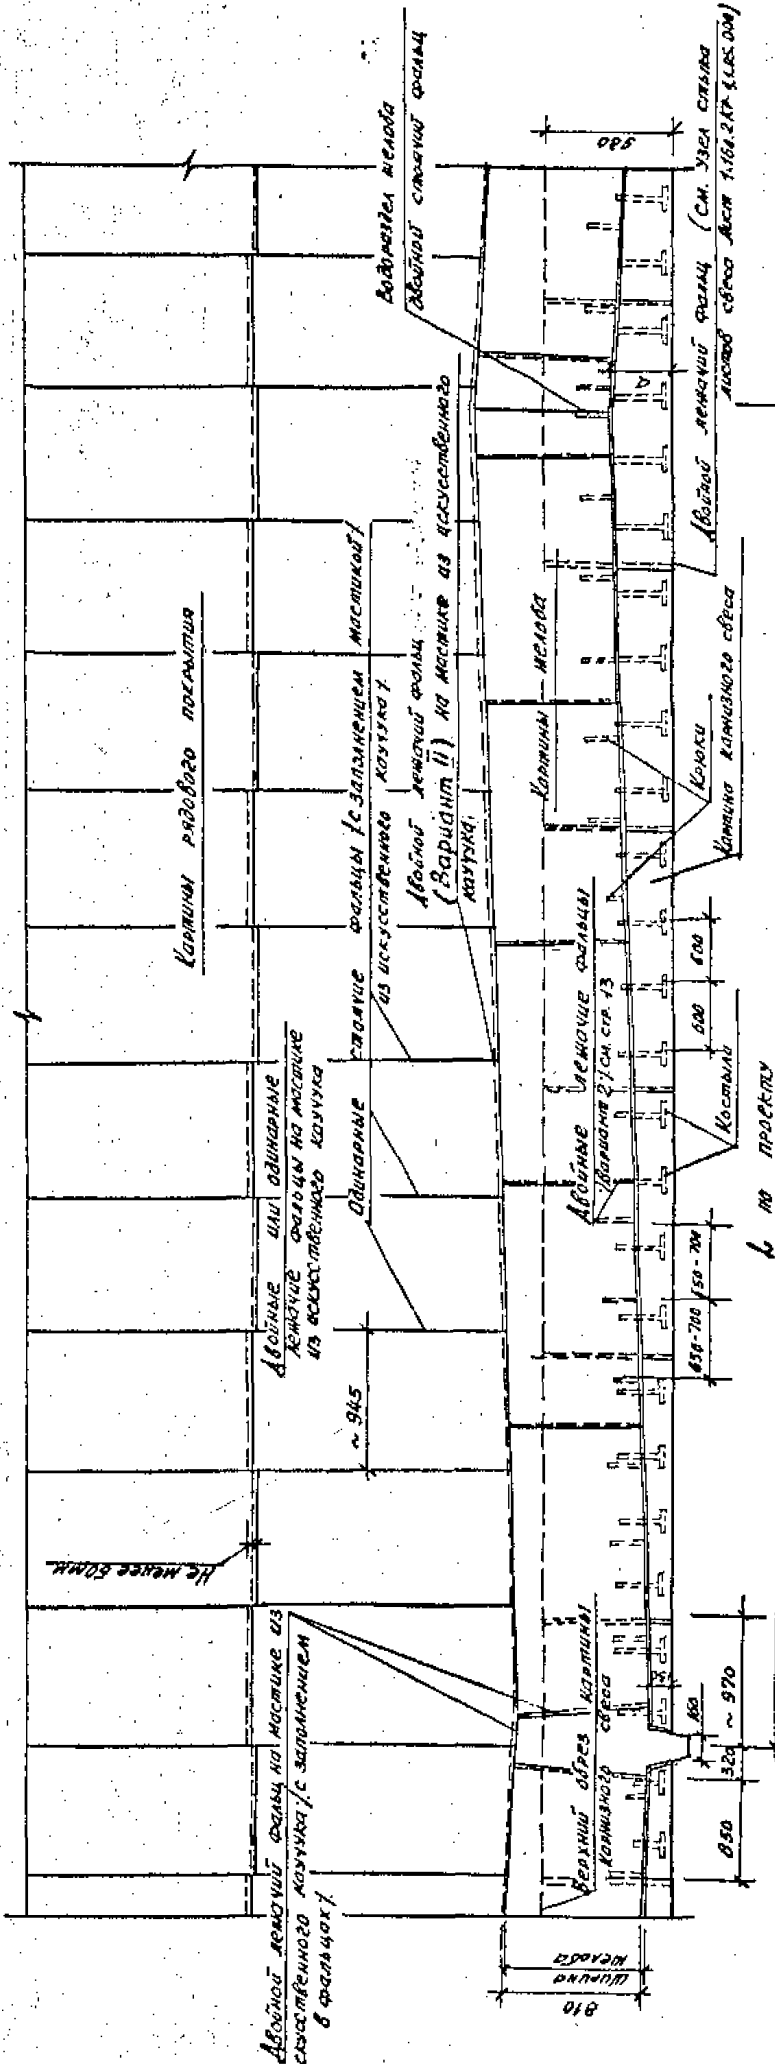 Картины рядового покрытия
Водораздел желоба
двойной стоячий фальц
Двойные или одинарные
лежачие фальцы на мастике
из искусственного каучука
Одинарные стоячие фальцы /с заполнением мастикой/
из искусственного каучука/.
Двойной лежачий фальц
(Вариант II) на мастике из искусственного
каучука.
~ 945
Не менее 60мм
Двойной лежачий фальц на мастике из
искусственного каучука /с заполнением
в фальцах/.
Картины желоба
Двойные лежачие фальцы
/Вариант 2/ см. стр. 13
Верхний обрез картины
карнизного свеса
Крюки
Картина карнизного свеса
Костыли
Двойной лежачий фальц (см. Узел стыка
листов свеса лист
980
a
600
600
650-700
650-700
~ 970
160
320
850
810
Ширина
желоба
L по проекту